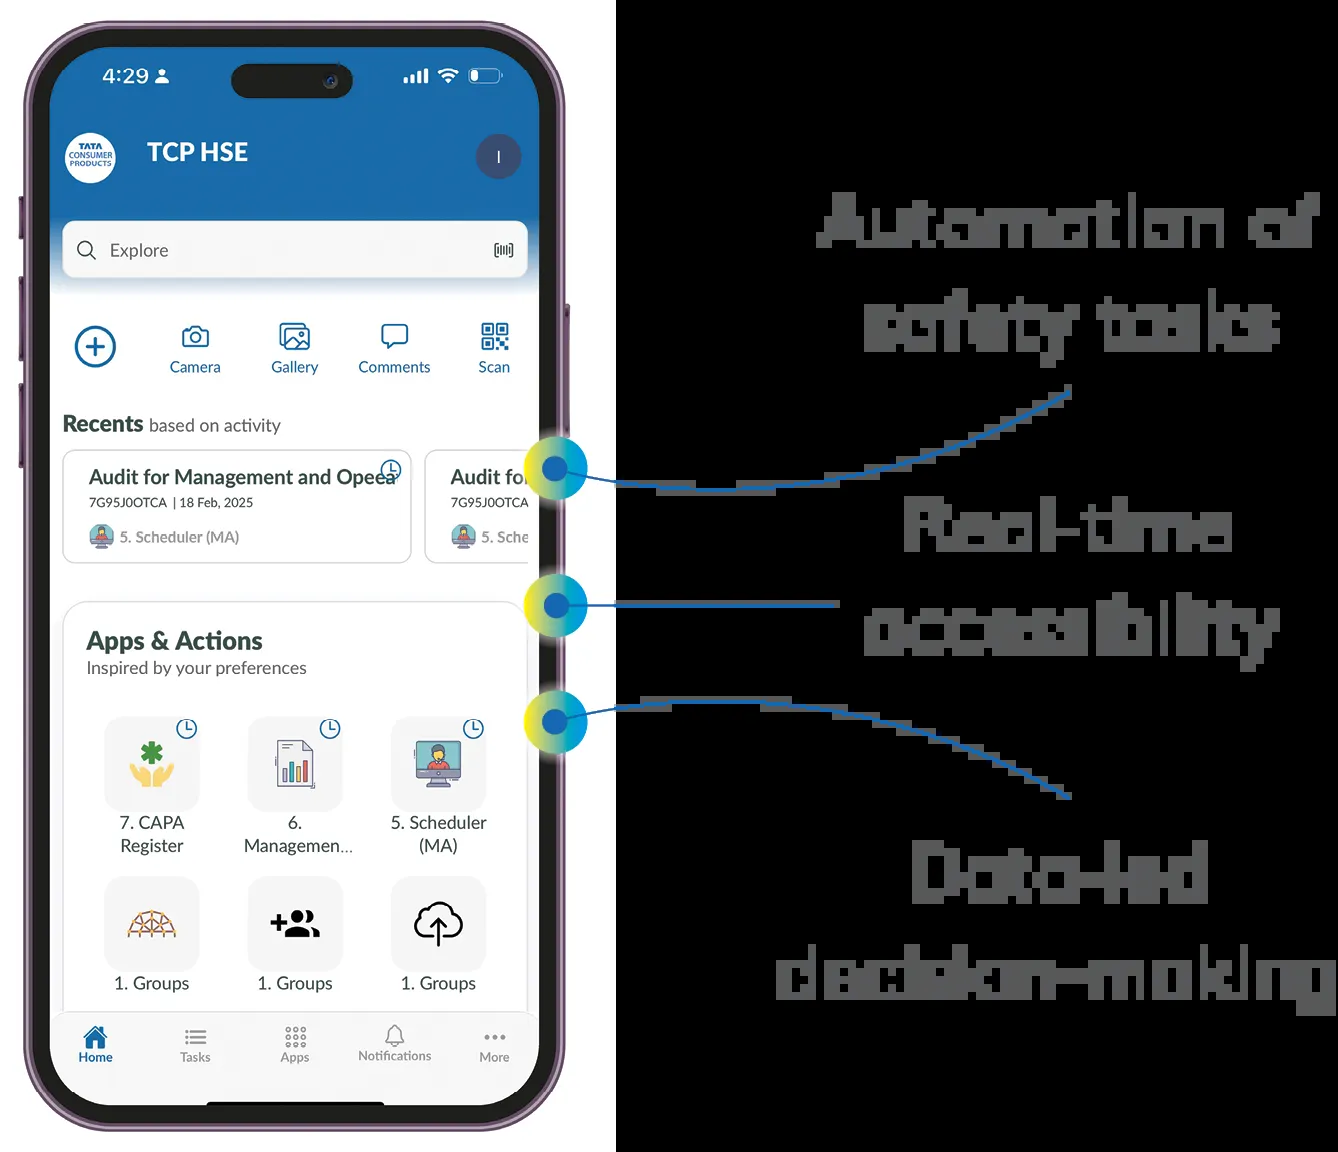 4:29
TATA
CONSUMER
PRODUCTS
TCP HSE
I
Explore
Camera
Gallery
Comments
Scan
Recents based on activity
Audit for Management and Opeea
7G95J0OTCA | 18 Feb, 2025
5. Scheduler (MA)
Audit fo
7G95J0OTCA
5. Sche
Apps & Actions
Inspired by your preferences
7. CAPA
Register
6.
Managemen...
5. Scheduler
(MA)
1. Groups
1. Groups
1. Groups
Home
Tasks
Apps
Notifications
More
Automation of
safety tasks
Real-time
accessibility
Data-led
decision-making